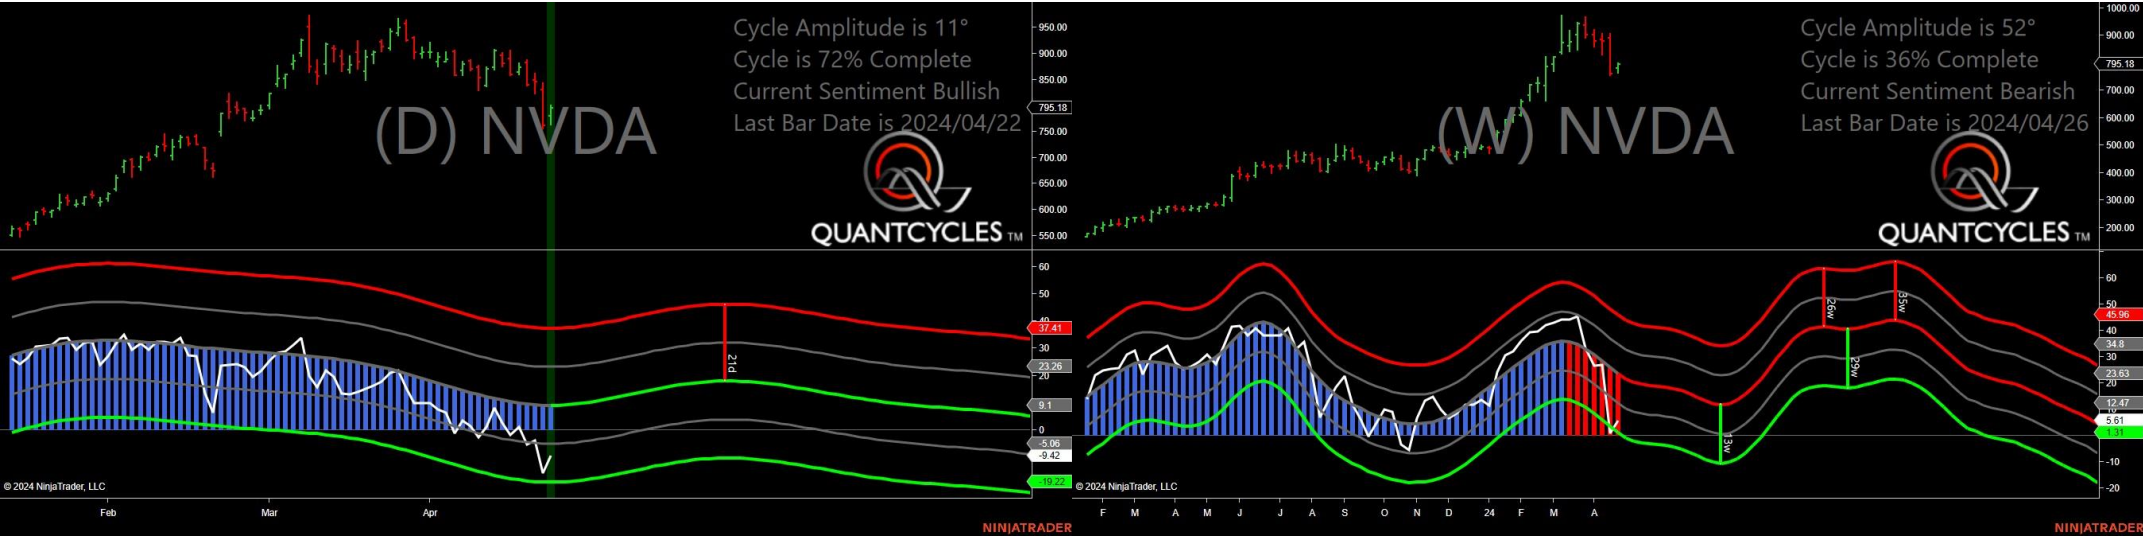 Cycle Amplitude is 11°
Cycle is 72% Complete
Current Sentiment Bullish
Last Bar Date is 2024/04/22
(D) NVDA
QUANTCYCLES TM
950.00
900.00
850.00
795.18
750.00
700.00
650.00
600.00
550.00
60
50
40
37.41
30
23.26
20
9.1
0
-5.06
-9.42
-19.22
21d
© 2024 NinjaTrader, LLC
Feb Mar Apr
NINJATRADER
Cycle Amplitude is 52°
Cycle is 36% Complete
Current Sentiment Bearish
Last Bar Date is 2024/04/26
(W) NVDA
QUANTCYCLES TM
1000.00
900.00
795.18
700.00
600.00
500.00
400.00
300.00
200.00
60
50
45.96
40
34.8
30
23.63
20
12.47
5.61
1.31
-10
-20
26w
35w
29w
13w
© 2024 NinjaTrader, LLC
F M A M J J A S O N D 24 F M A
NINJATRADER